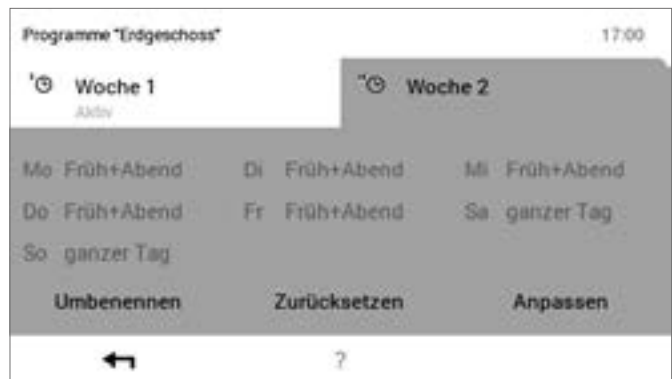 Programme "Erdgeschoss" 17:00
Woche 1 Woche 2
Aktiv
Mo Früh+Abend Di Früh+Abend Mi Früh+Abend
Do Früh+Abend Fr Früh+Abend Sa ganzer Tag
So ganzer Tag
Umbenennen Zurücksetzen Anpassen
?